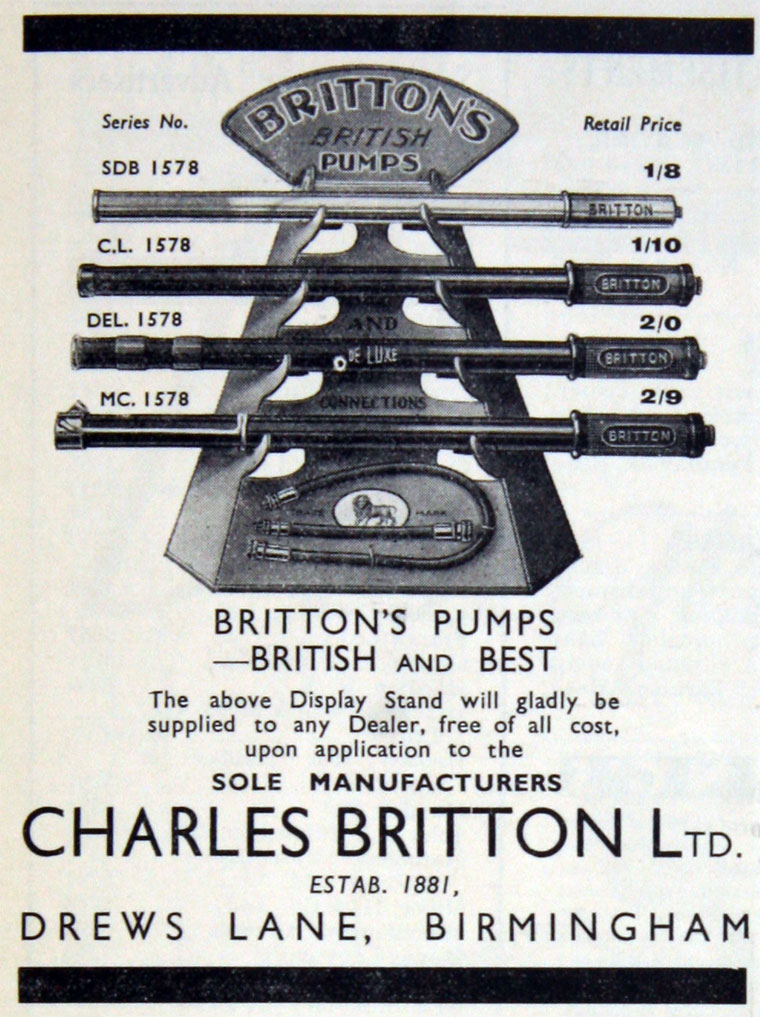 BRITTON'S
BRITISH
PUMPS
Series No. Retail Price
SDB 1578 1/8
BRITTON
C.L. 1578 1/10
BRITTON
DEL. 1578 2/0
AND
DE LUXE
BRITTON
MC. 1578 2/9
CONNECTIONS
BRITTON
TRADE MARK
BRITTON'S PUMPS
—BRITISH AND BEST
The above Display Stand will gladly be
supplied to any Dealer, free of all cost,
upon application to the
SOLE MANUFACTURERS
CHARLES BRITTON LTD.
ESTAB. 1881,
DREWS LANE, BIRMINGHAM